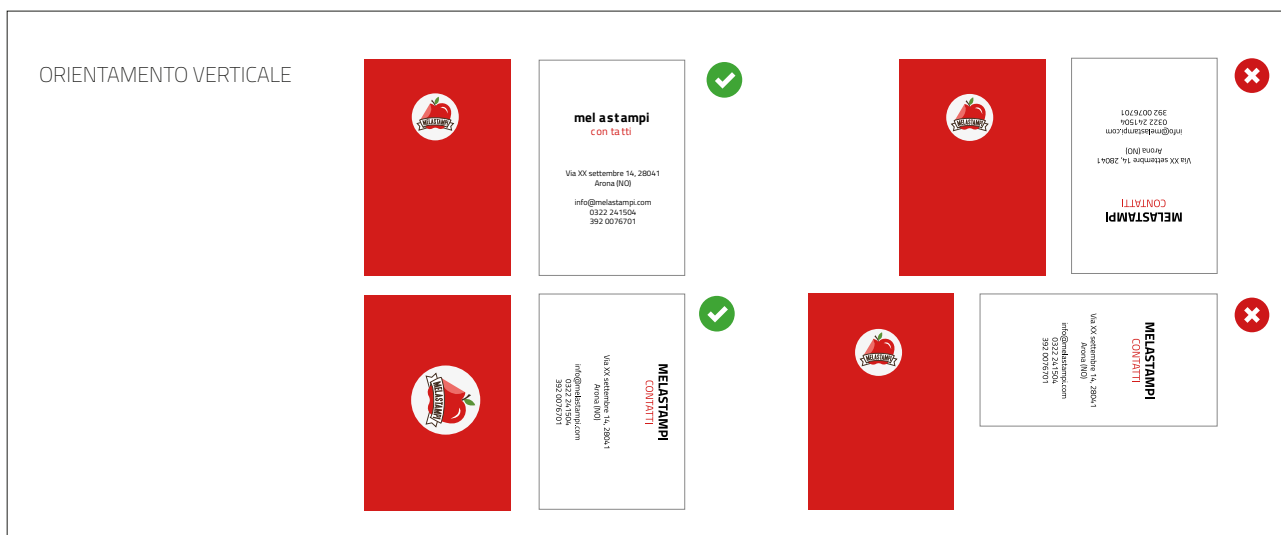 ORIENTAMENTO VERTICALE
MELASTAMPI
mel astampi
con ta tti
Via XX settembre 14, 28041
Arona (NO)
info@melastampi.com
0322 241504
392 0076701
MELASTAMPI
MELASTAMPI
CONTATTI
Via XX settembre 14, 28041
Arona (NO)
info@melastampi.com
0322 241504
392 0076701
MELASTAMPI
MELASTAMPI
CONTATTI
Via XX settembre 14, 28041
Arona (NO)
info@melastampi.com
0322 241504
392 0076701
MELASTAMPI
MELASTAMPI
CONTATTI
Via XX settembre 14, 28041
Arona (NO)
info@melastampi.com
0322 241504
392 0076701